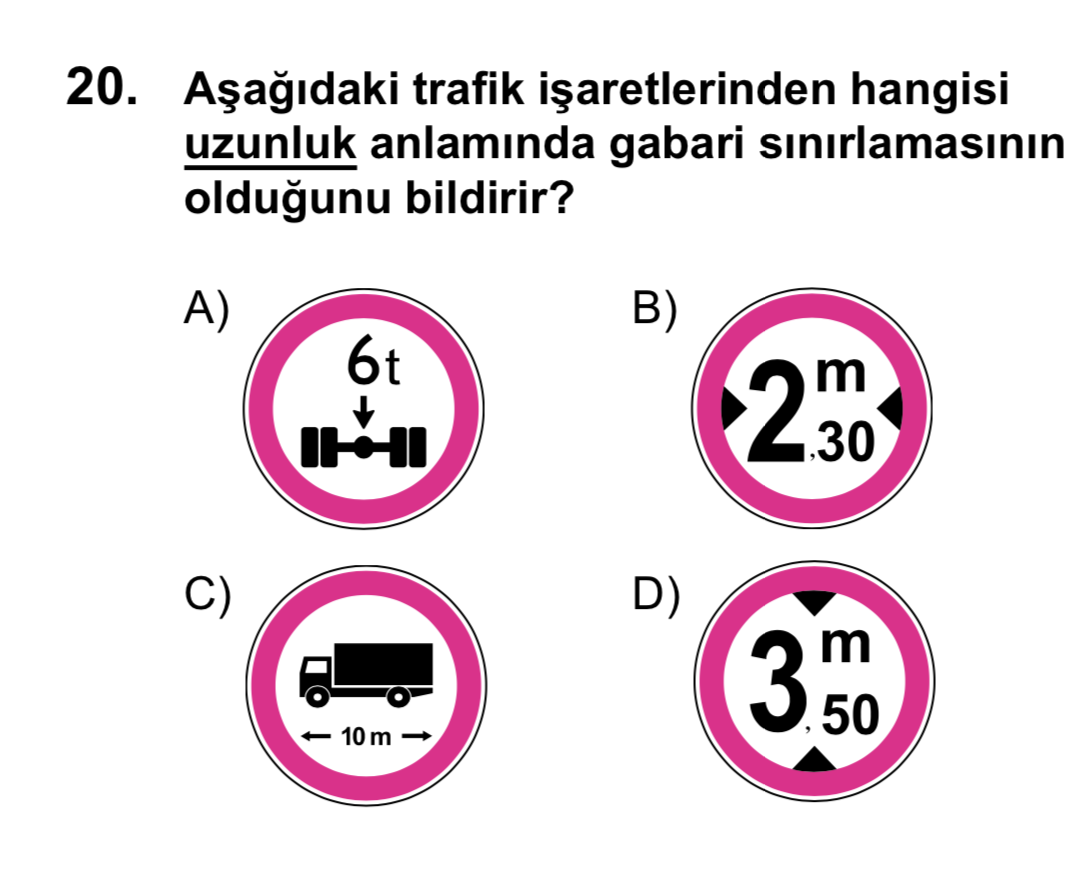 20. Aşağıdaki trafik işaretlerinden hangisi
uzunluk anlamında gabari sınırlamasının
olduğunu bildirir?
A)
6t
B)
2,30 m
C)
10 m
D)
3,50 m